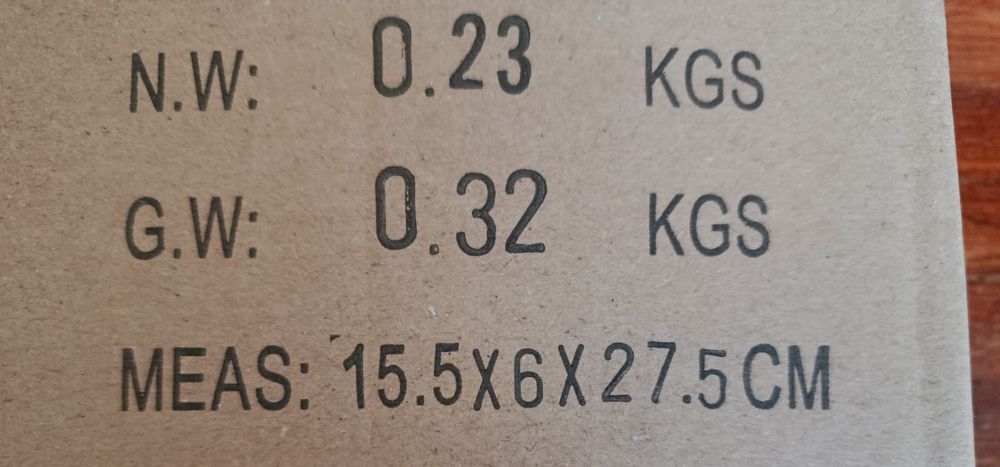 N.W: 0.23 KGS
G.W: 0.32 KGS
MEAS: 15.5X6X27.5CM